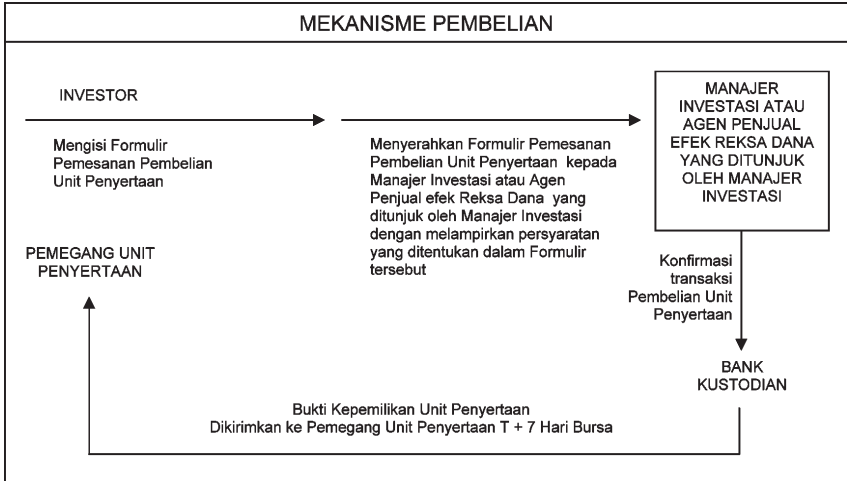 MEKANISME PEMBELIAN
INVESTOR
Mengisi Formulir
Pemesanan Pembelian
Unit Penyertaan
Menyerahkan Formulir Pemesanan
Pembelian Unit Penyertaan kepada
Manajer Investasi atau Agen
Penjual efek Reksa Dana yang
ditunjuk oleh Manajer Investasi
dengan melampirkan persyaratan
yang ditentukan dalam Formulir
tersebut
MANAJER
INVESTASI ATAU
AGEN PENJUAL
EFEK REKSA DANA
YANG DITUNJUK
OLEH MANAJER
INVESTASI
Konfirmasi
transaksi
Pembelian Unit
Penyertaan
BANK
KUSTODIAN
Bukti Kepemilikan Unit Penyertaan
Dikirimkan ke Pemegang Unit Penyertaan T + 7 Hari Bursa
PEMEGANG UNIT
PENYERTAAN